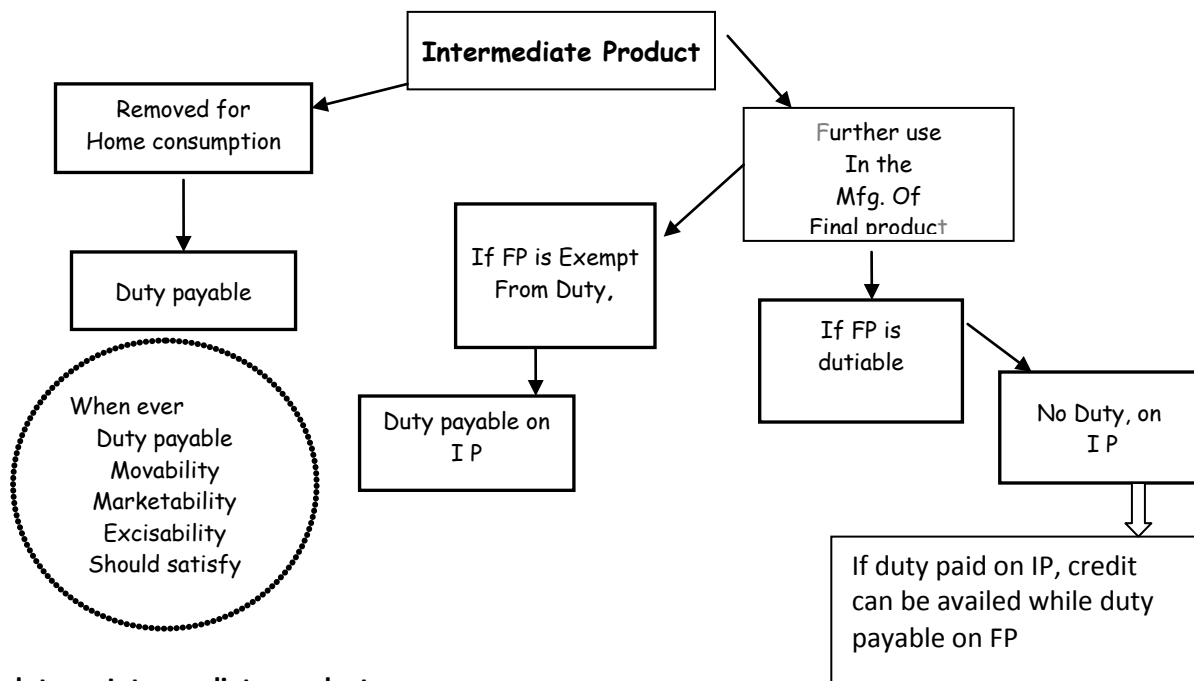 Intermediate Product
Removed for
Home consumption
Further use
In the
Mfg. Of
Final product
Duty payable
If FP is Exempt
From Duty,
If FP is
dutiable
When ever
Duty payable
Movability
Marketability
Excisability
Should satisfy
Duty payable on
I P
No Duty, on
I P
If duty paid on IP, credit
can be availed while duty
payable on FP